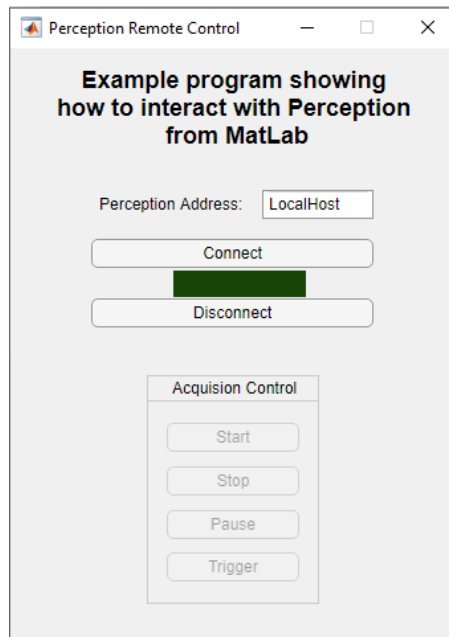 Perception Remote Control
Example program showing
how to interact with Perception
from MatLab
Perception Address: LocalHost
Connect
Disconnect
Acquision Control
Start
Stop
Pause
Trigger